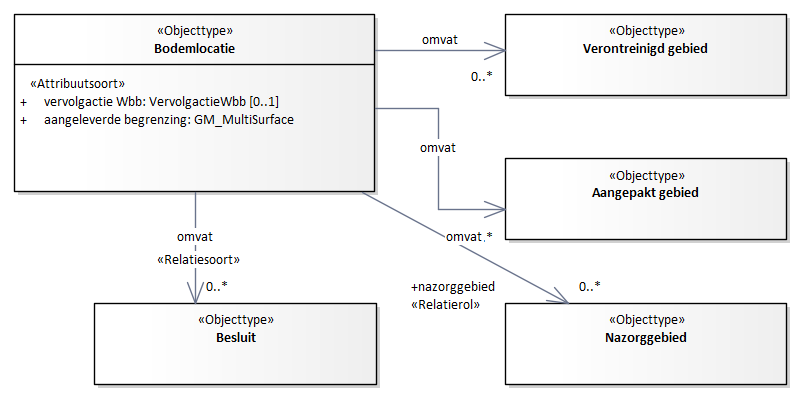 «Objecttype»
Bodemlocatie
«Attribuutsoort»
+ vervolgactie Wbb: VervolgactieWbb [0..1]
+ aangeleverde begrenzing: GM_MultiSurface
omvat
0..*
«Objecttype»
Verontreinigd gebied
omvat
«Objecttype»
Aangepakt gebied
omvat
«Relatiesoort»
0..*
omvat .*
+nazorggebied
«Relatierol»
0..*
«Objecttype»
Besluit
«Objecttype»
Nazorggebied